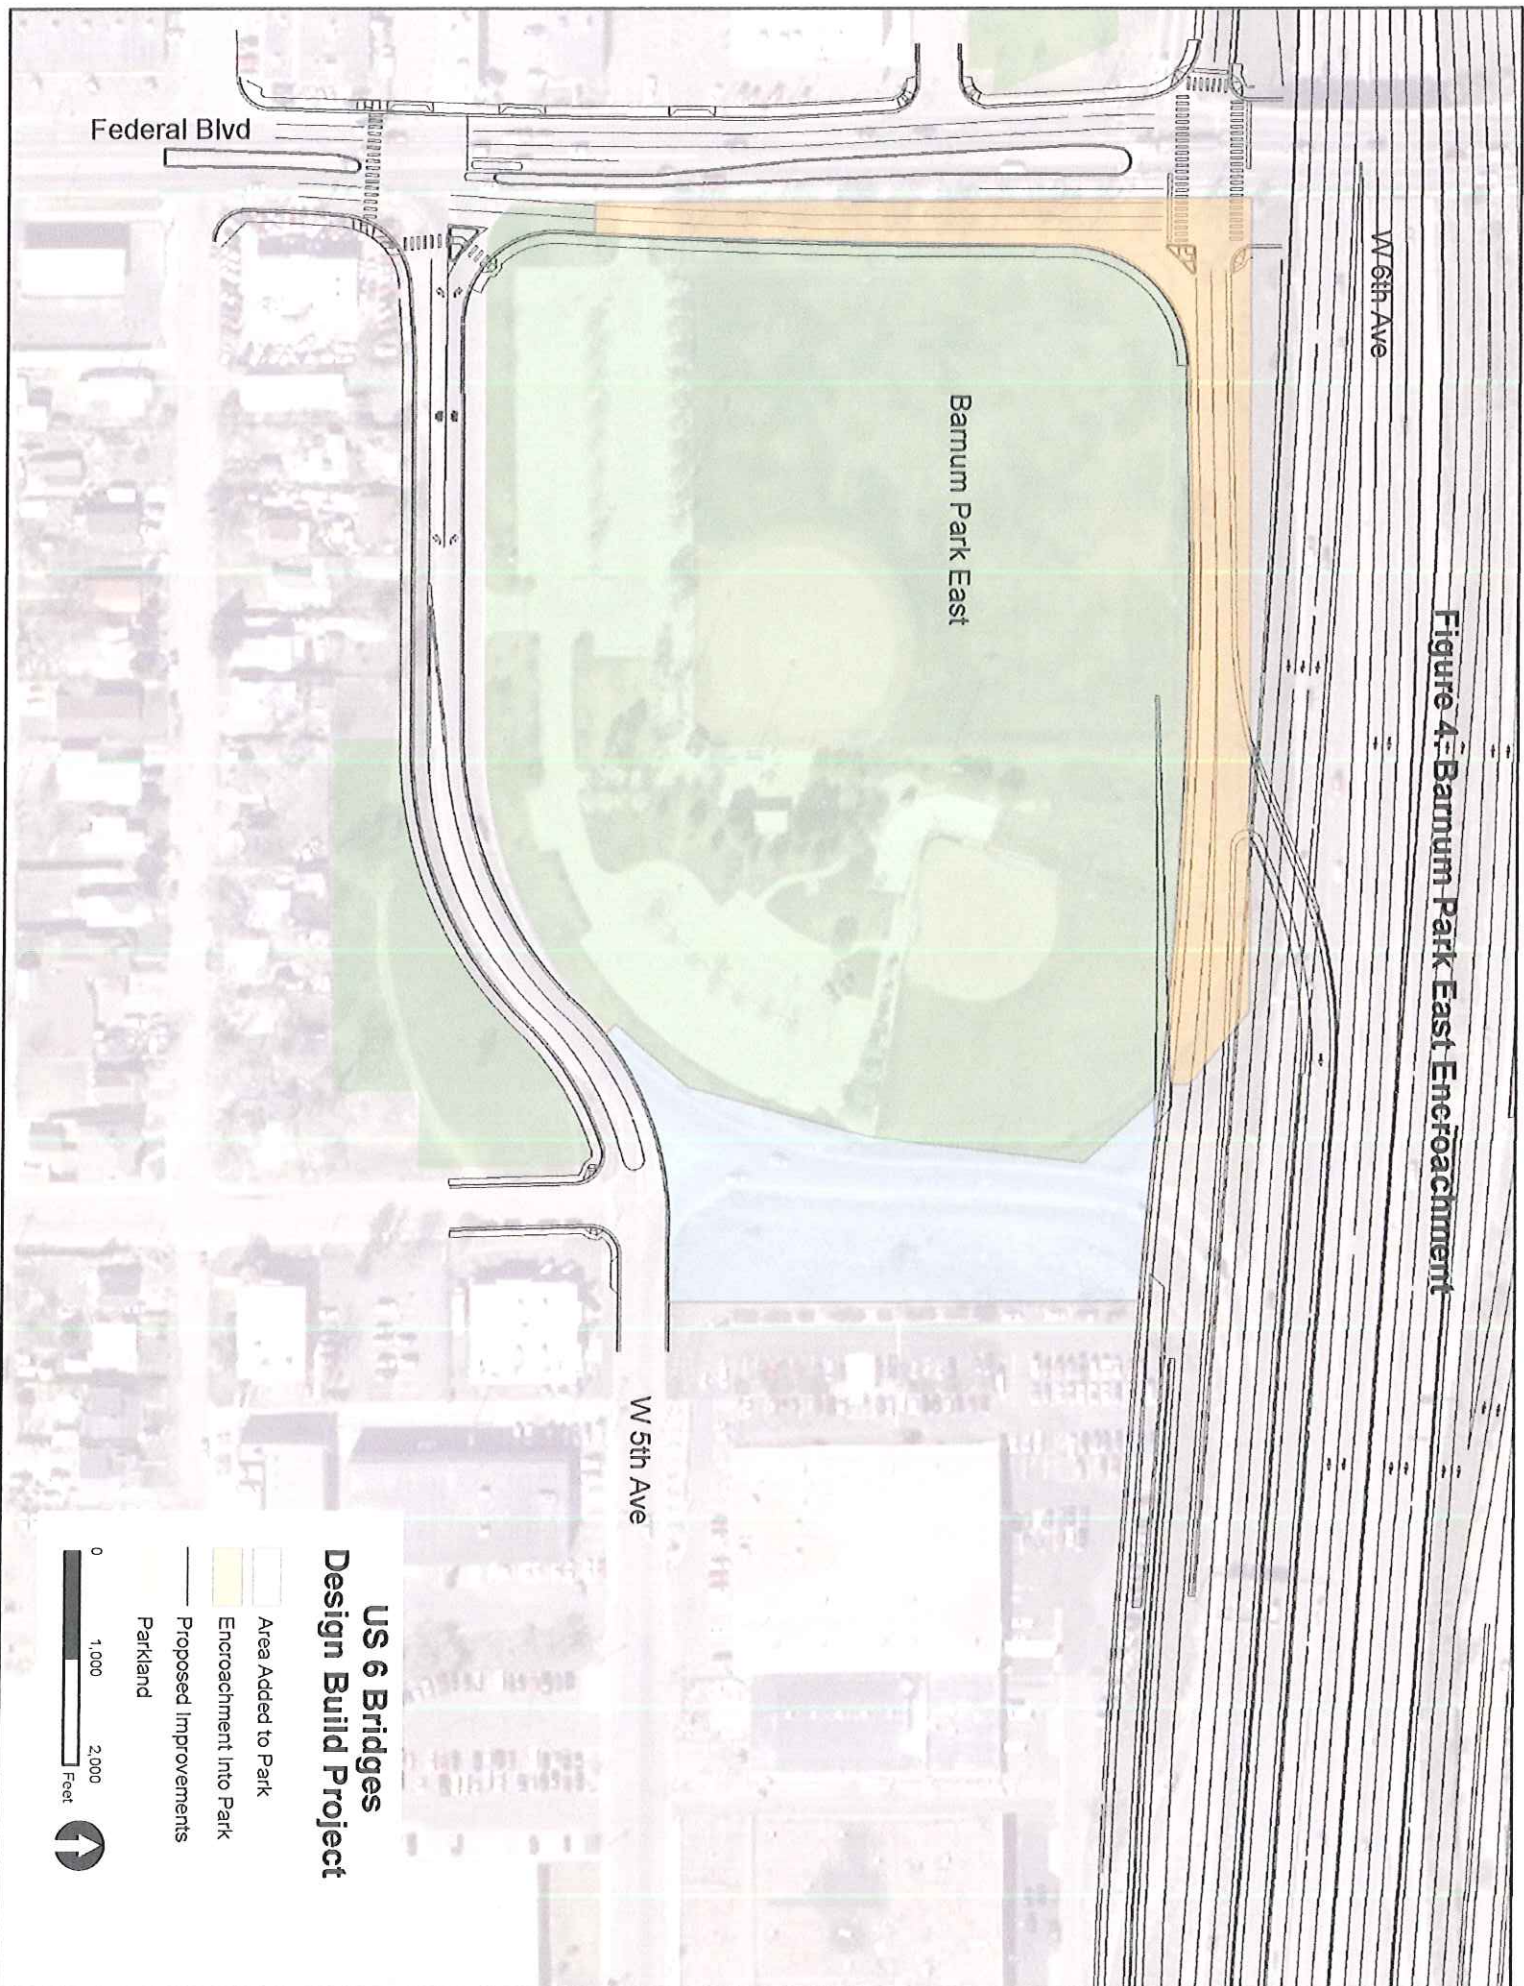 Figure 4: Barnum Park East Encroachment
W 6th Ave
Federal Blvd
Barnum Park East
W 5th Ave
US 6 Bridges
Design Build Project
Area Added to Park
Encroachment Into Park
Proposed Improvements
Parkland
0 1,000 2,000
Feet